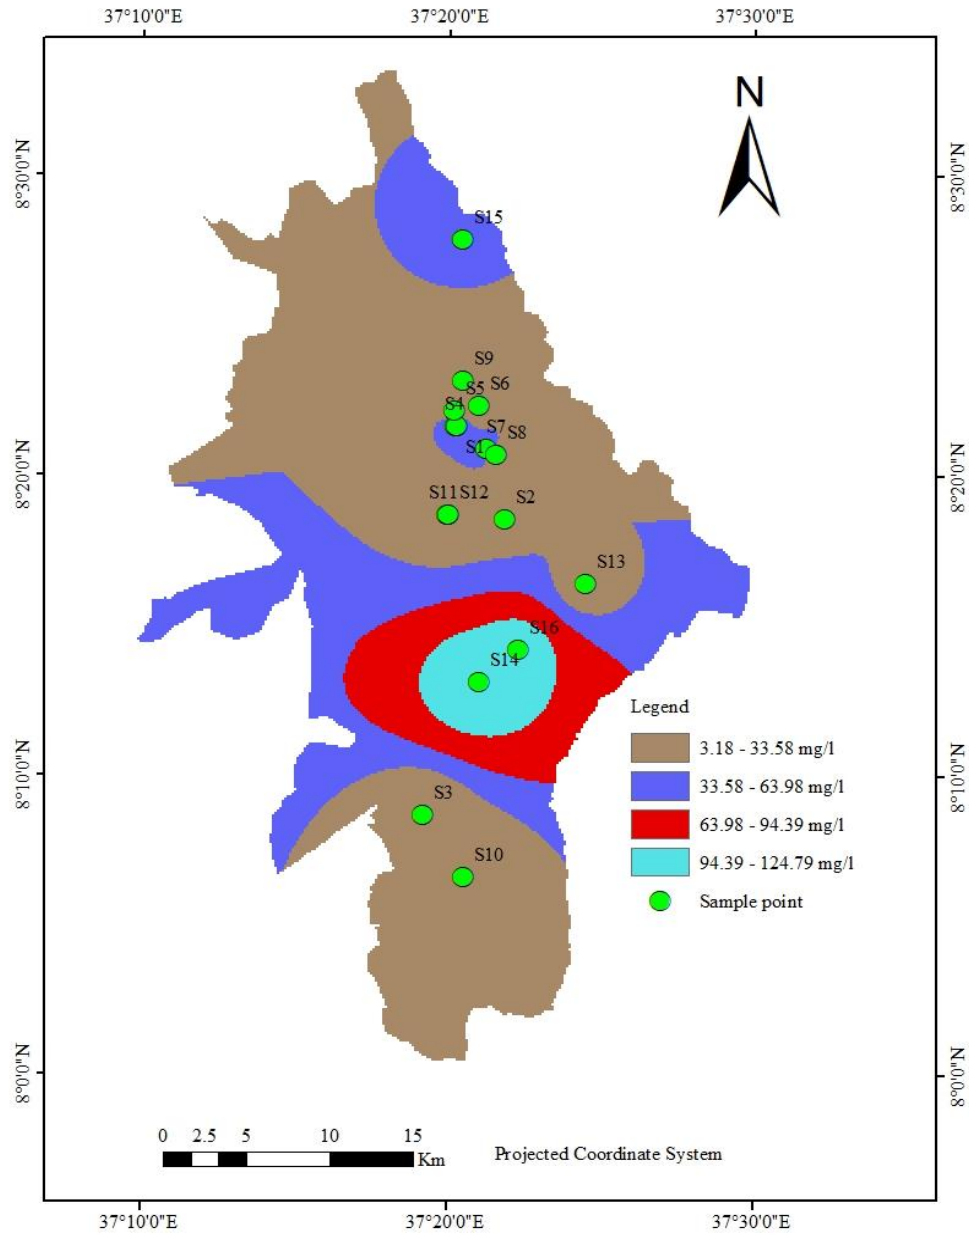 37°10'0"E 37°20'0"E 37°30'0"E
N
8°30'0"N 8°30'0"N
S15
S9
S6
S5
S4
S7
S8
S1
8°20'0"N 8°20'0"N
S11 S12 S2
S13
S16
S14
Legend
3.18 - 33.58 mg/l
8°10'0"N 8°10'0"N
33.58 - 63.98 mg/l
S3
63.98 - 94.39 mg/l
S10
94.39 - 124.79 mg/l
Sample point
8°0'0"N 8°0'0"N
0 2.5 5 10 15
Km
Projected Coordinate System
37°10'0"E 37°20'0"E 37°30'0"E